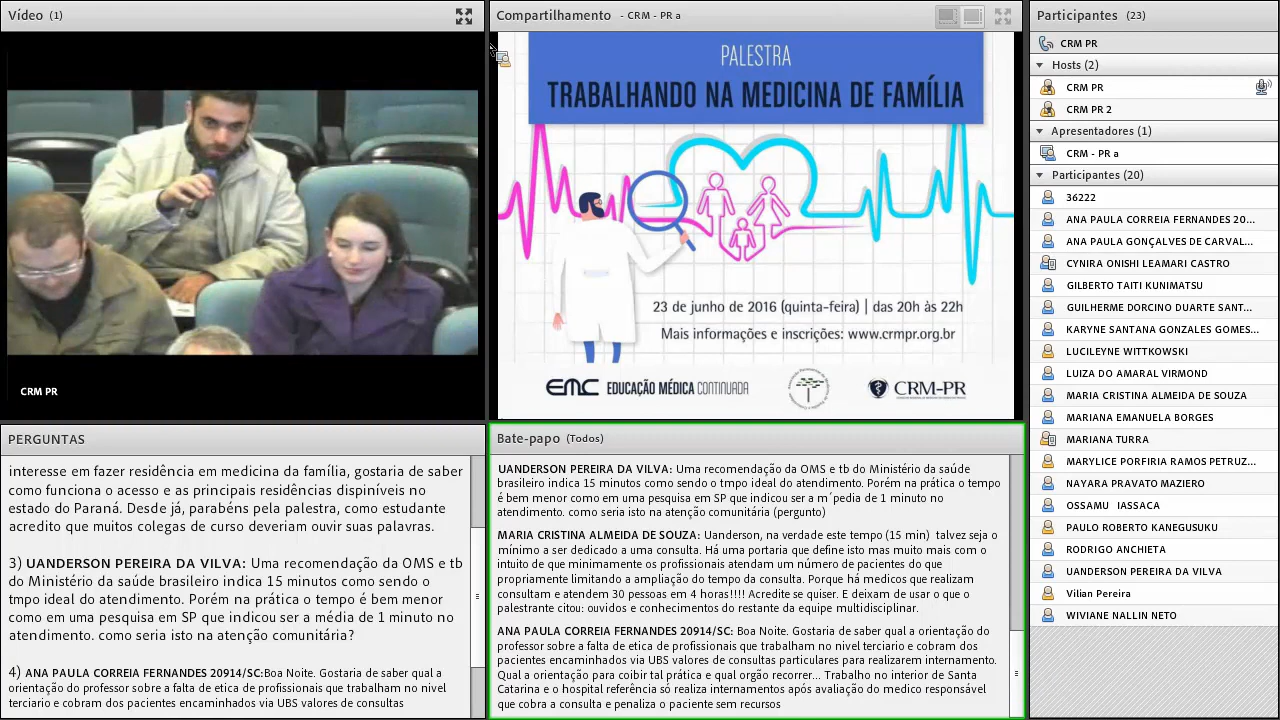 Vídeo (1)
CRM PR
Compartilhamento - CRM - PR a
PALESTRA
TRABALHANDO NA MEDICINA DE FAMÍLIA
23 de junho de 2016 (quinta-feira) | das 20h às 22h
Mais informações e inscrições: www.crmpr.org.br
EMC EDUCAÇÃO MÉDICA CONTINUADA
CRM-PR
PERGUNTAS
interesse em fazer residência em medicina da família, gostaria de saber
como funciona o acesso e as principais residências disponíveis no
estado do Paraná. Desde já, parabéns pela palestra, como estudante
acredito que muitos colegas de curso deveriam ouvir suas palavras.
3) UANDERSON PEREIRA DA VILVA: Uma recomendação da OMS e tb
do Ministério da saúde brasileiro indica 15 minutos como sendo o
tmpo ideal do atendimento. Porém na prática o tempo é bem menor
como em uma pesquisa em SP que indicou ser a média de 1 minuto no
atendimento. como seria isto na atenção comunitária?
4) ANA PAULA CORREIA FERNANDES 20914/SC:Boa Noite. Gostaria de saber qual a
orientação do professor sobre a falta de etica de profissionais que trabalham no nivel
terciario e cobram dos pacientes encaminhados via UBS valores de consultas
Bate-papo (Todos)
UANDERSON PEREIRA DA VILVA: Uma recomendação da OMS e tb do Ministério da saúde
brasileiro indica 15 minutos como sendo o tmpo ideal do atendimento. Porém na prática o tempo
é bem menor como em uma pesquisa em SP que indicou ser a m´pedia de 1 minuto no
atendimento. como seria isto na atenção comunitária (pergunto)
MARIA CRISTINA ALMEIDA DE SOUZA: Uanderson, na verdade este tempo (15 min) talvez seja o
mínimo a ser dedicado a uma consulta. Há uma portaria que define isto mas muito mais com o
intuito de que minimamente os profissionais atendam um número de pacientes do que
propriamente limitando a ampliação do tempo da consulta. Porque há medicos que realizam
consultam e atendem 30 pessoas em 4 horas!!!! Acredite se quiser. E deixam de usar o que o
palestrante citou: ouvidos e conhecimentos do restante da equipe multidisciplinar.
ANA PAULA CORREIA FERNANDES 20914/SC: Boa Noite. Gostaria de saber qual a orientação do
professor sobre a falta de etica de profissionais que trabalham no nivel terciario e cobram dos
pacientes encaminhados via UBS valores de consultas particulares para realizarem internamento.
Qual a orientação para coibir tal prática e qual orgão recorrer... Trabalho no interior de Santa
Catarina e o hospital referência só realiza internamentos após avaliação do medico responsável
que cobra a consulta e penaliza o paciente sem recursos
Participantes (23)
CRM PR
Hosts (2)
CRM PR
CRM PR 2
Apresentadores (1)
CRM - PR a
Participantes (20)
36222
ANA PAULA CORREIA FERNANDES 20...
ANA PAULA GONÇALVES DE CARVAL...
CYNIRA ONISHI LEAMARI CASTRO
GILBERTO TAITI KUNIMATSU
GUILHERME DORCINO DUARTE SANT...
KARYNE SANTANA GONZALES GOMES...
LUCILEYNE WITTKOWSKI
LUIZA DO AMARAL VIRMOND
MARIA CRISTINA ALMEIDA DE SOUZA
MARIANA EMANUELA BORGES
MARIANA TURRA
MARYLICE PORFIRIA RAMOS PETRUZ...
NAYARA PRAVATO MAZIERO
OSSAMU IASSACA
PAULO ROBERTO KANEGUSUKU
RODRIGO ANCHIETA
UANDERSON PEREIRA DA VILVA
Vilian Pereira
WIVIANE NALLIN NETO